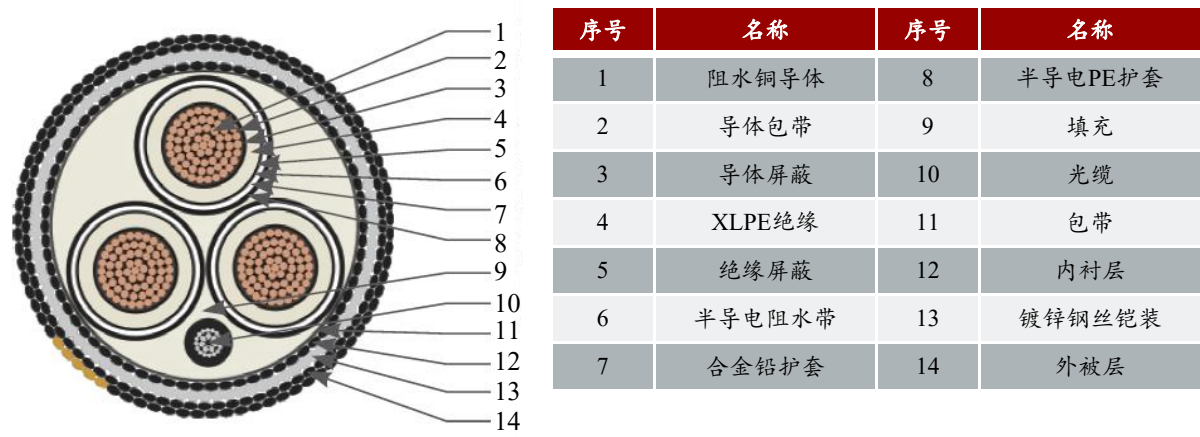 1
2
3
4
5
6
7
8
9
10
11
12
13
14
序号 名称 序号 名称
1 阻水铜导体 8 半导电PE护套
2 导体包带 9 填充
3 导体屏蔽 10 光缆
4 XLPE绝缘 11 包带
5 绝缘屏蔽 12 内衬层
6 半导电阻水带 13 镀锌钢丝铠装
7 合金铅护套 14 外被层